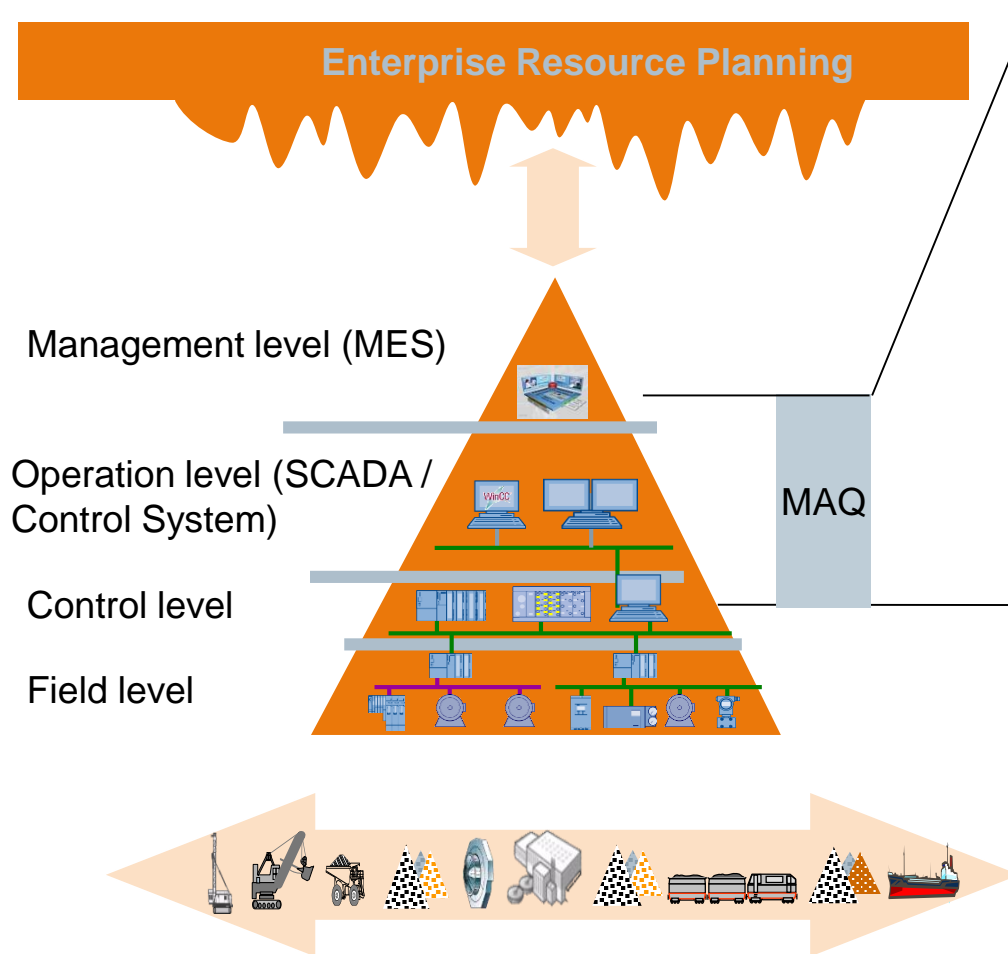 Enterprise Resource Planning
Management level (MES)
Operation level (SCADA /
Control System)
WinCC
MAQ
Control level
Field level